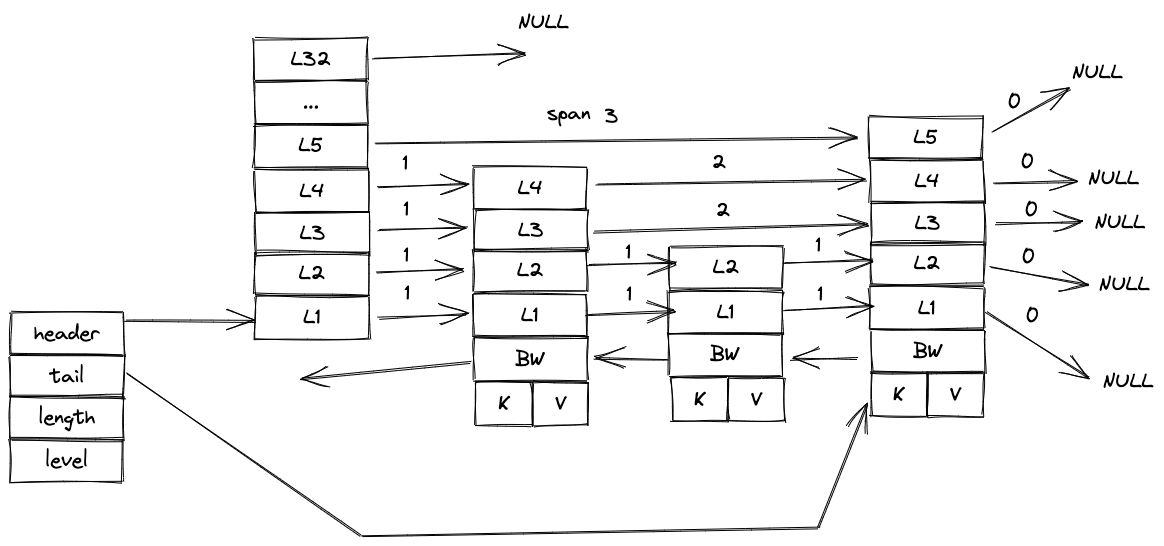 NULL
L32
...
L5
L4
L3
L2
L1
span 3
1
1
1
1
L4
L3
L2
L1
BW
K V
2
2
1
1
L2
L1
BW
K V
1
1
L5
L4
L3
L2
L1
BW
K V
0
NULL
0
NULL
0
NULL
0
NULL
0
NULL
header
tail
length
level